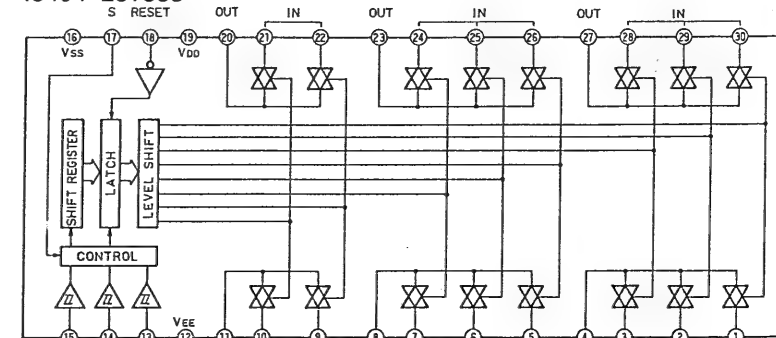 S RESET OUT IN OUT IN OUT IN
16 17 18 19 20 21 22 23 24 25 26 27 28 29 30
VSS VDD
SHIFT REGISTER
LATCH
LEVEL SHIFT
CONTROL
VEE
15 14 13 12 11 10 9 8 7 6 5 4 3 2 1